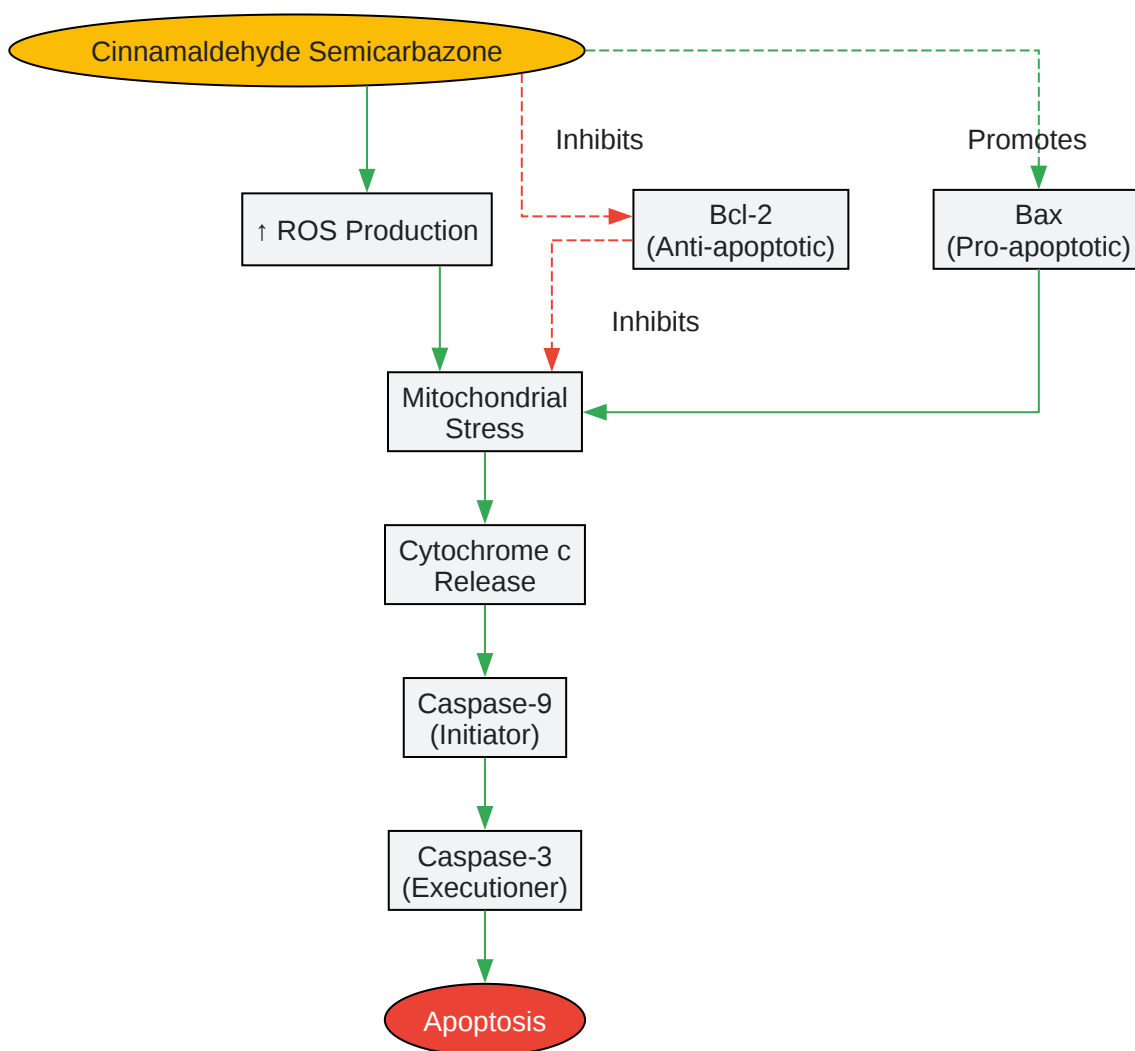 Cinnamaldehyde Semicarbazone
Inhibits
Promotes
↑ ROS Production
Bcl-2
(Anti-apoptotic)
Bax
(Pro-apoptotic)
Inhibits
Mitochondrial
Stress
Cytochrome c
Release
Caspase-9
(Initiator)
Caspase-3
(Executioner)
Apoptosis